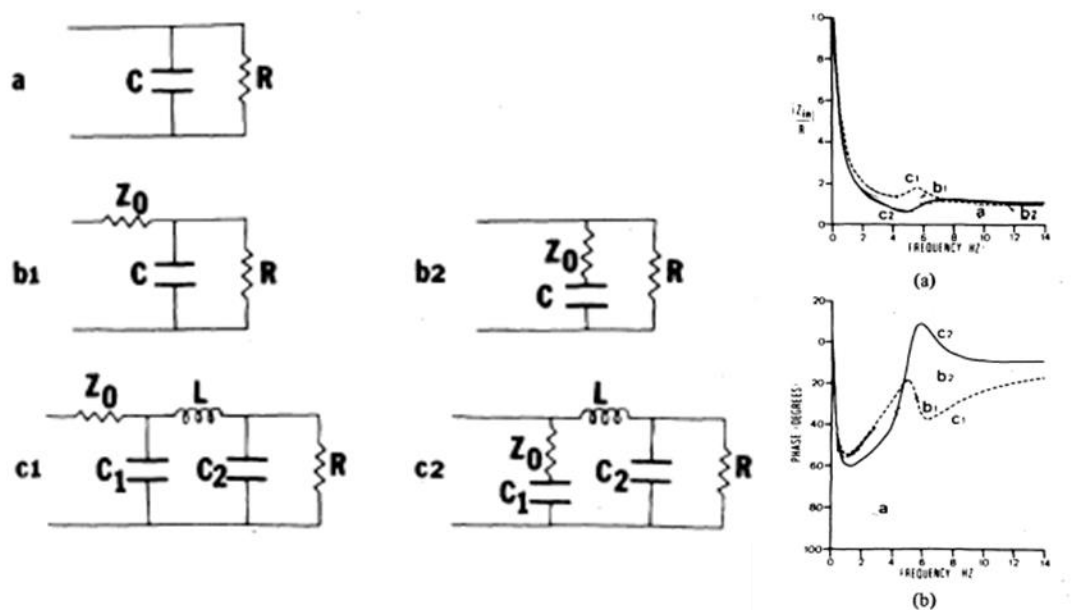 a
C
R
Z0
b1
C
R
Z0
b2
C
R
Z0
L
c1
C1
C2
R
L
Z0
c2
C1
C2
R
1.0
.8
|Zin|
R
.6
.4
.2
0
c1
b1
c2
a
b2
0 2 4 6 8 10 12 14
FREQUENCY HZ
(a)
20
0
20
40
60
80
100
PHASE (DEGREES)
c2
b2
b1
c1
a
0 2 4 6 8 10 12 14
FREQUENCY HZ
(b)